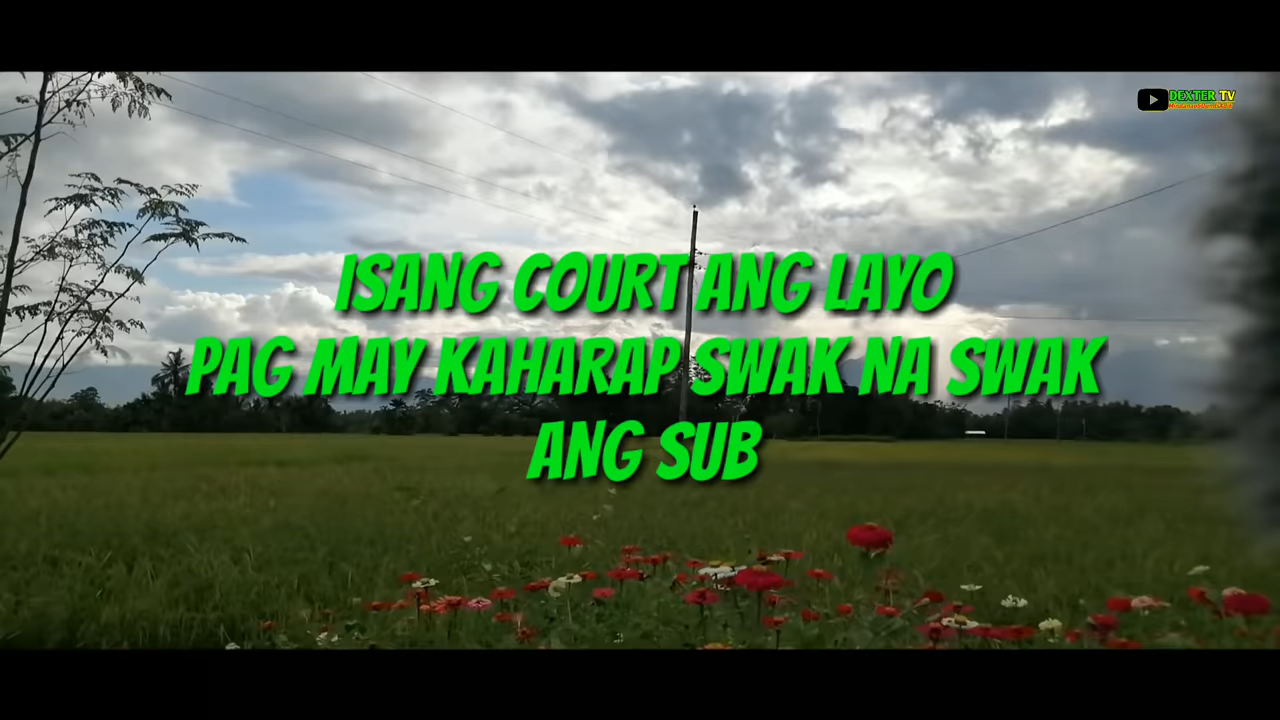 DEXTER TV
ISANG COURT ANG LAYO
PAG MAY KAHARAP SWAK NA SWAK
ANG SUB